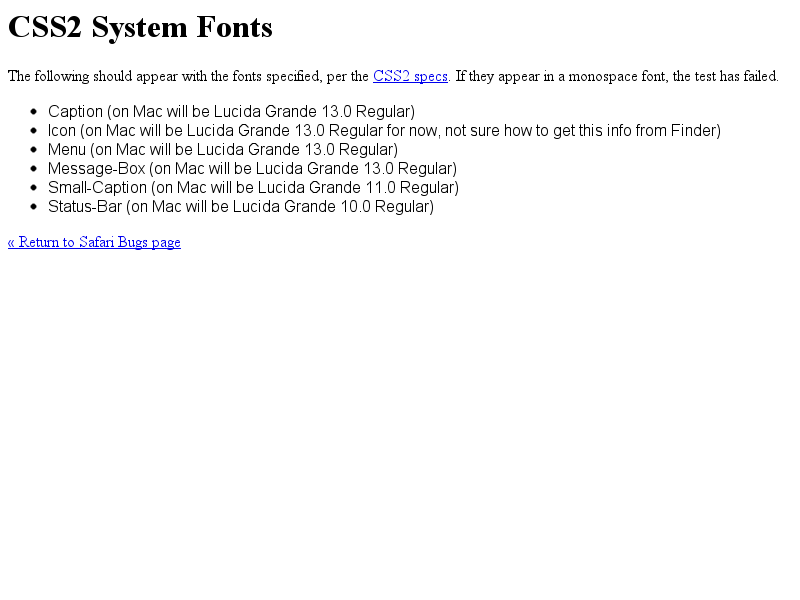 CSS2 System Fonts
The following should appear with the fonts specified, per the CSS2 specs. If they appear in a monospace font, the test has failed.
• Caption (on Mac will be Lucida Grande 13.0 Regular)
• Icon (on Mac will be Lucida Grande 13.0 Regular for now, not sure how to get this info from Finder)
• Menu (on Mac will be Lucida Grande 13.0 Regular)
• Message-Box (on Mac will be Lucida Grande 13.0 Regular)
• Small-Caption (on Mac will be Lucida Grande 11.0 Regular)
• Status-Bar (on Mac will be Lucida Grande 10.0 Regular)
« Return to Safari Bugs page